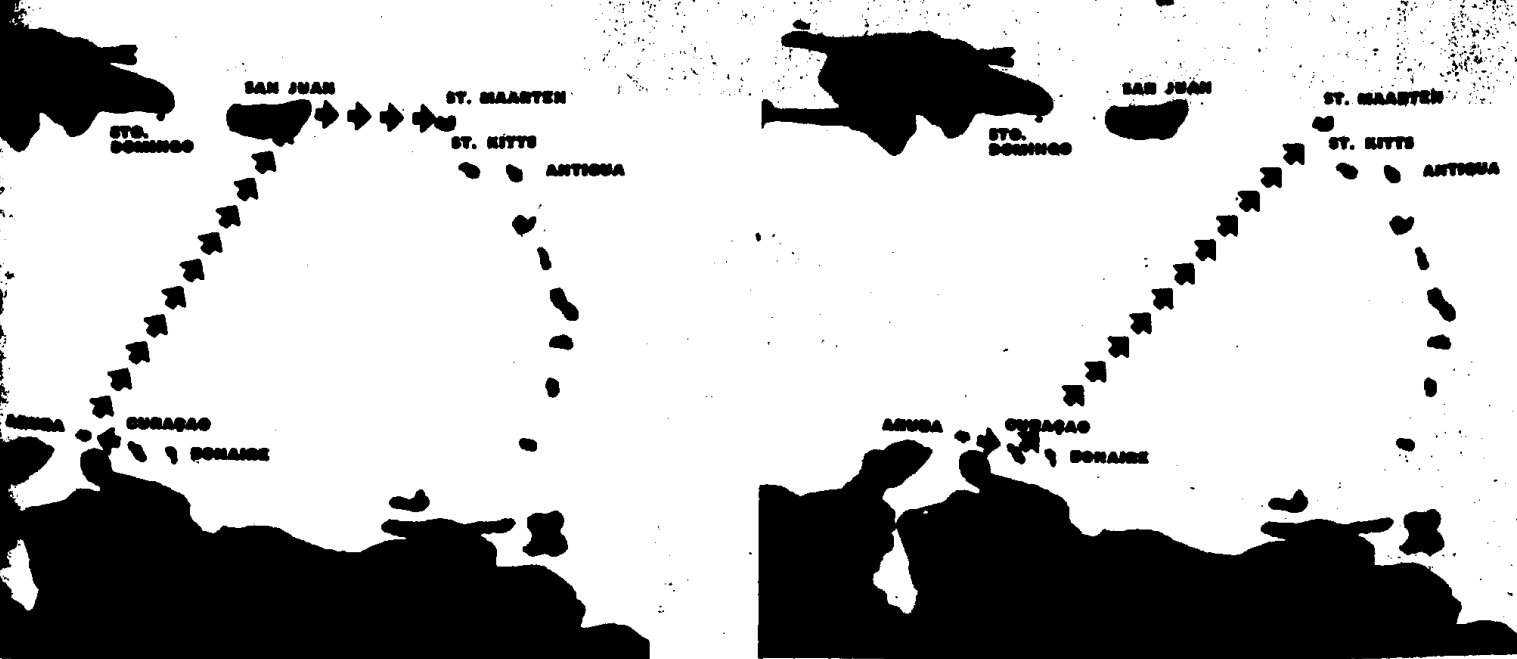 SAN JUAN
ST. MAARTEN
STO.
DOMINGO
ST. KITTS
ANTIGUA
ARUBA
CURAÇAO
BONAIRE
SAN JUAN
ST. MAARTEN
STO.
DOMINGO
ST. KITTS
ANTIGUA
ARUBA
CURAÇAO
BONAIRE